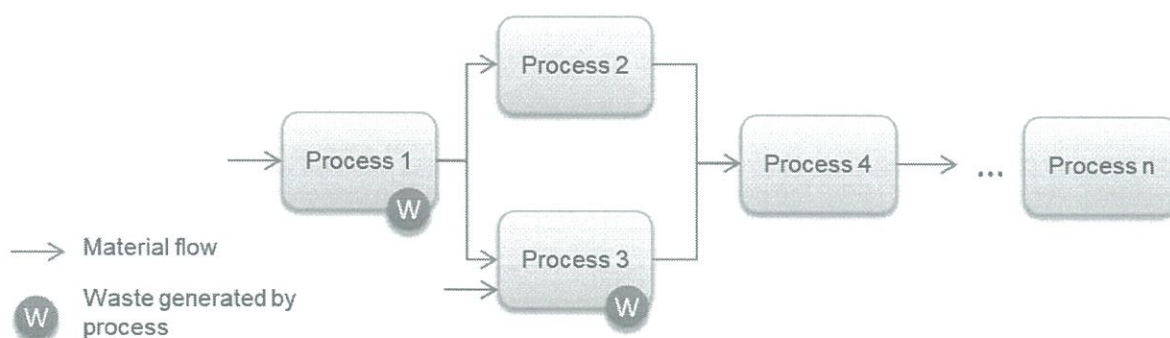 Process 2
Process 1
Process 4
...
Process n
W
Process 3
W
Material flow
W
Waste generated by
process